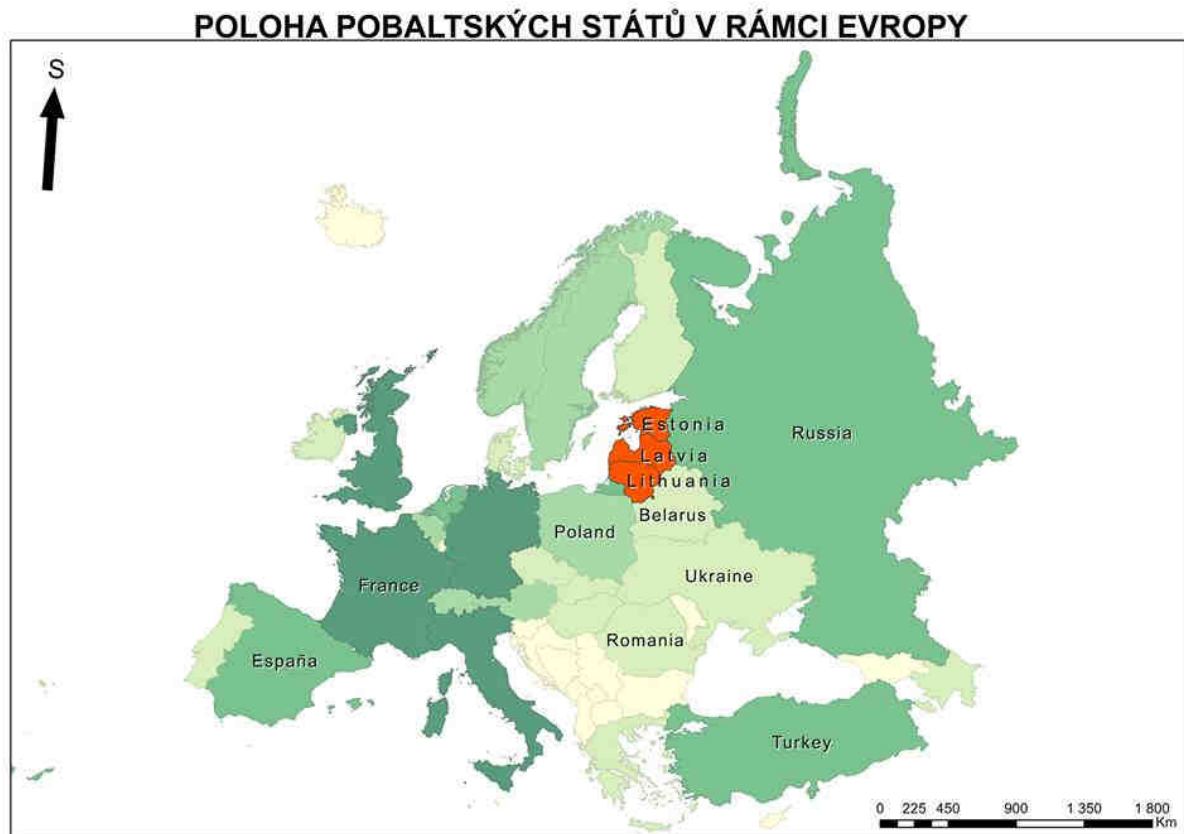 POLOHA POBALTSKÝCH STÁTŮ V RÁMCI EVROPY
S
Estonia
Russia
Latvia
Lithuania
Belarus
Poland
Ukraine
France
Romania
España
Turkey
0 225 450 900 1 350 1 800
Km